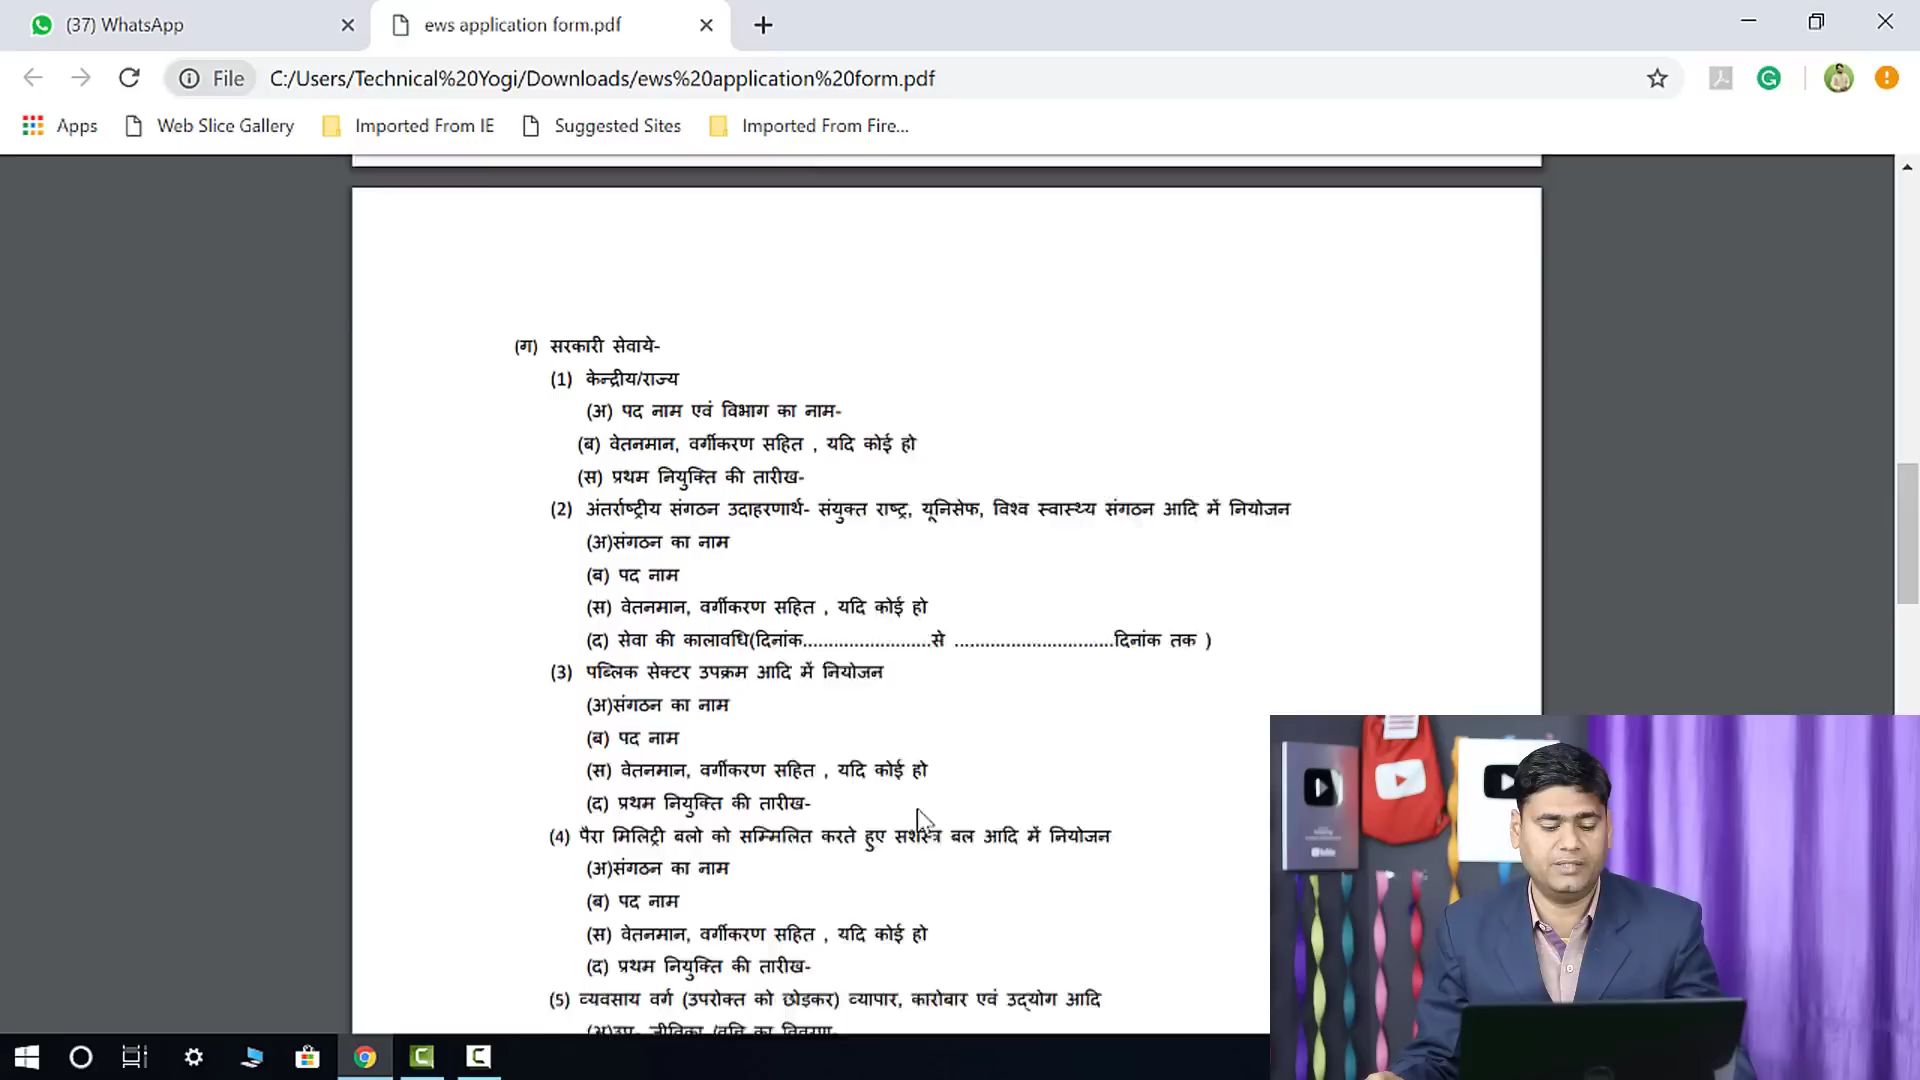 (37) WhatsApp
ews application form.pdf
File
C:/Users/Technical%20Yogi/Downloads/ews%20application%20form.pdf
Apps
Web Slice Gallery
Imported From IE
Suggested Sites
Imported From Fire...
(ग) सरकारी सेवाये-
(1) केन्द्रीय/राज्य
(अ) पद नाम एवं विभाग का नाम-
(ब) वेतनमान, वर्गीकरण सहित , यदि कोई हो
(स) प्रथम नियुक्ति की तारीख-
(2) अंतर्राष्ट्रीय संगठन उदाहरणार्थ- संयुक्त राष्ट्र, यूनिसेफ, विश्व स्वास्थ्य संगठन आदि में नियोजन
(अ)संगठन का नाम
(ब) पद नाम
(स) वेतनमान, वर्गीकरण सहित , यदि कोई हो
(द) सेवा की कालावधि(दिनांक.........................से ...............................दिनांक तक )
(3) पब्लिक सेक्टर उपक्रम आदि में नियोजन
(अ)संगठन का नाम
(ब) पद नाम
(स) वेतनमान, वर्गीकरण सहित , यदि कोई हो
(द) प्रथम नियुक्ति की तारीख-
(4) पैरा मिलिट्री बलो को सम्मिलित करते हुए सशस्त्र बल आदि में नियोजन
(अ)संगठन का नाम
(ब) पद नाम
(स) वेतनमान, वर्गीकरण सहित , यदि कोई हो
(द) प्रथम नियुक्ति की तारीख-
(5) व्यवसाय वर्ग (उपरोक्त को छोड़कर) व्यापार, कारोबार एवं उद्योग आदि